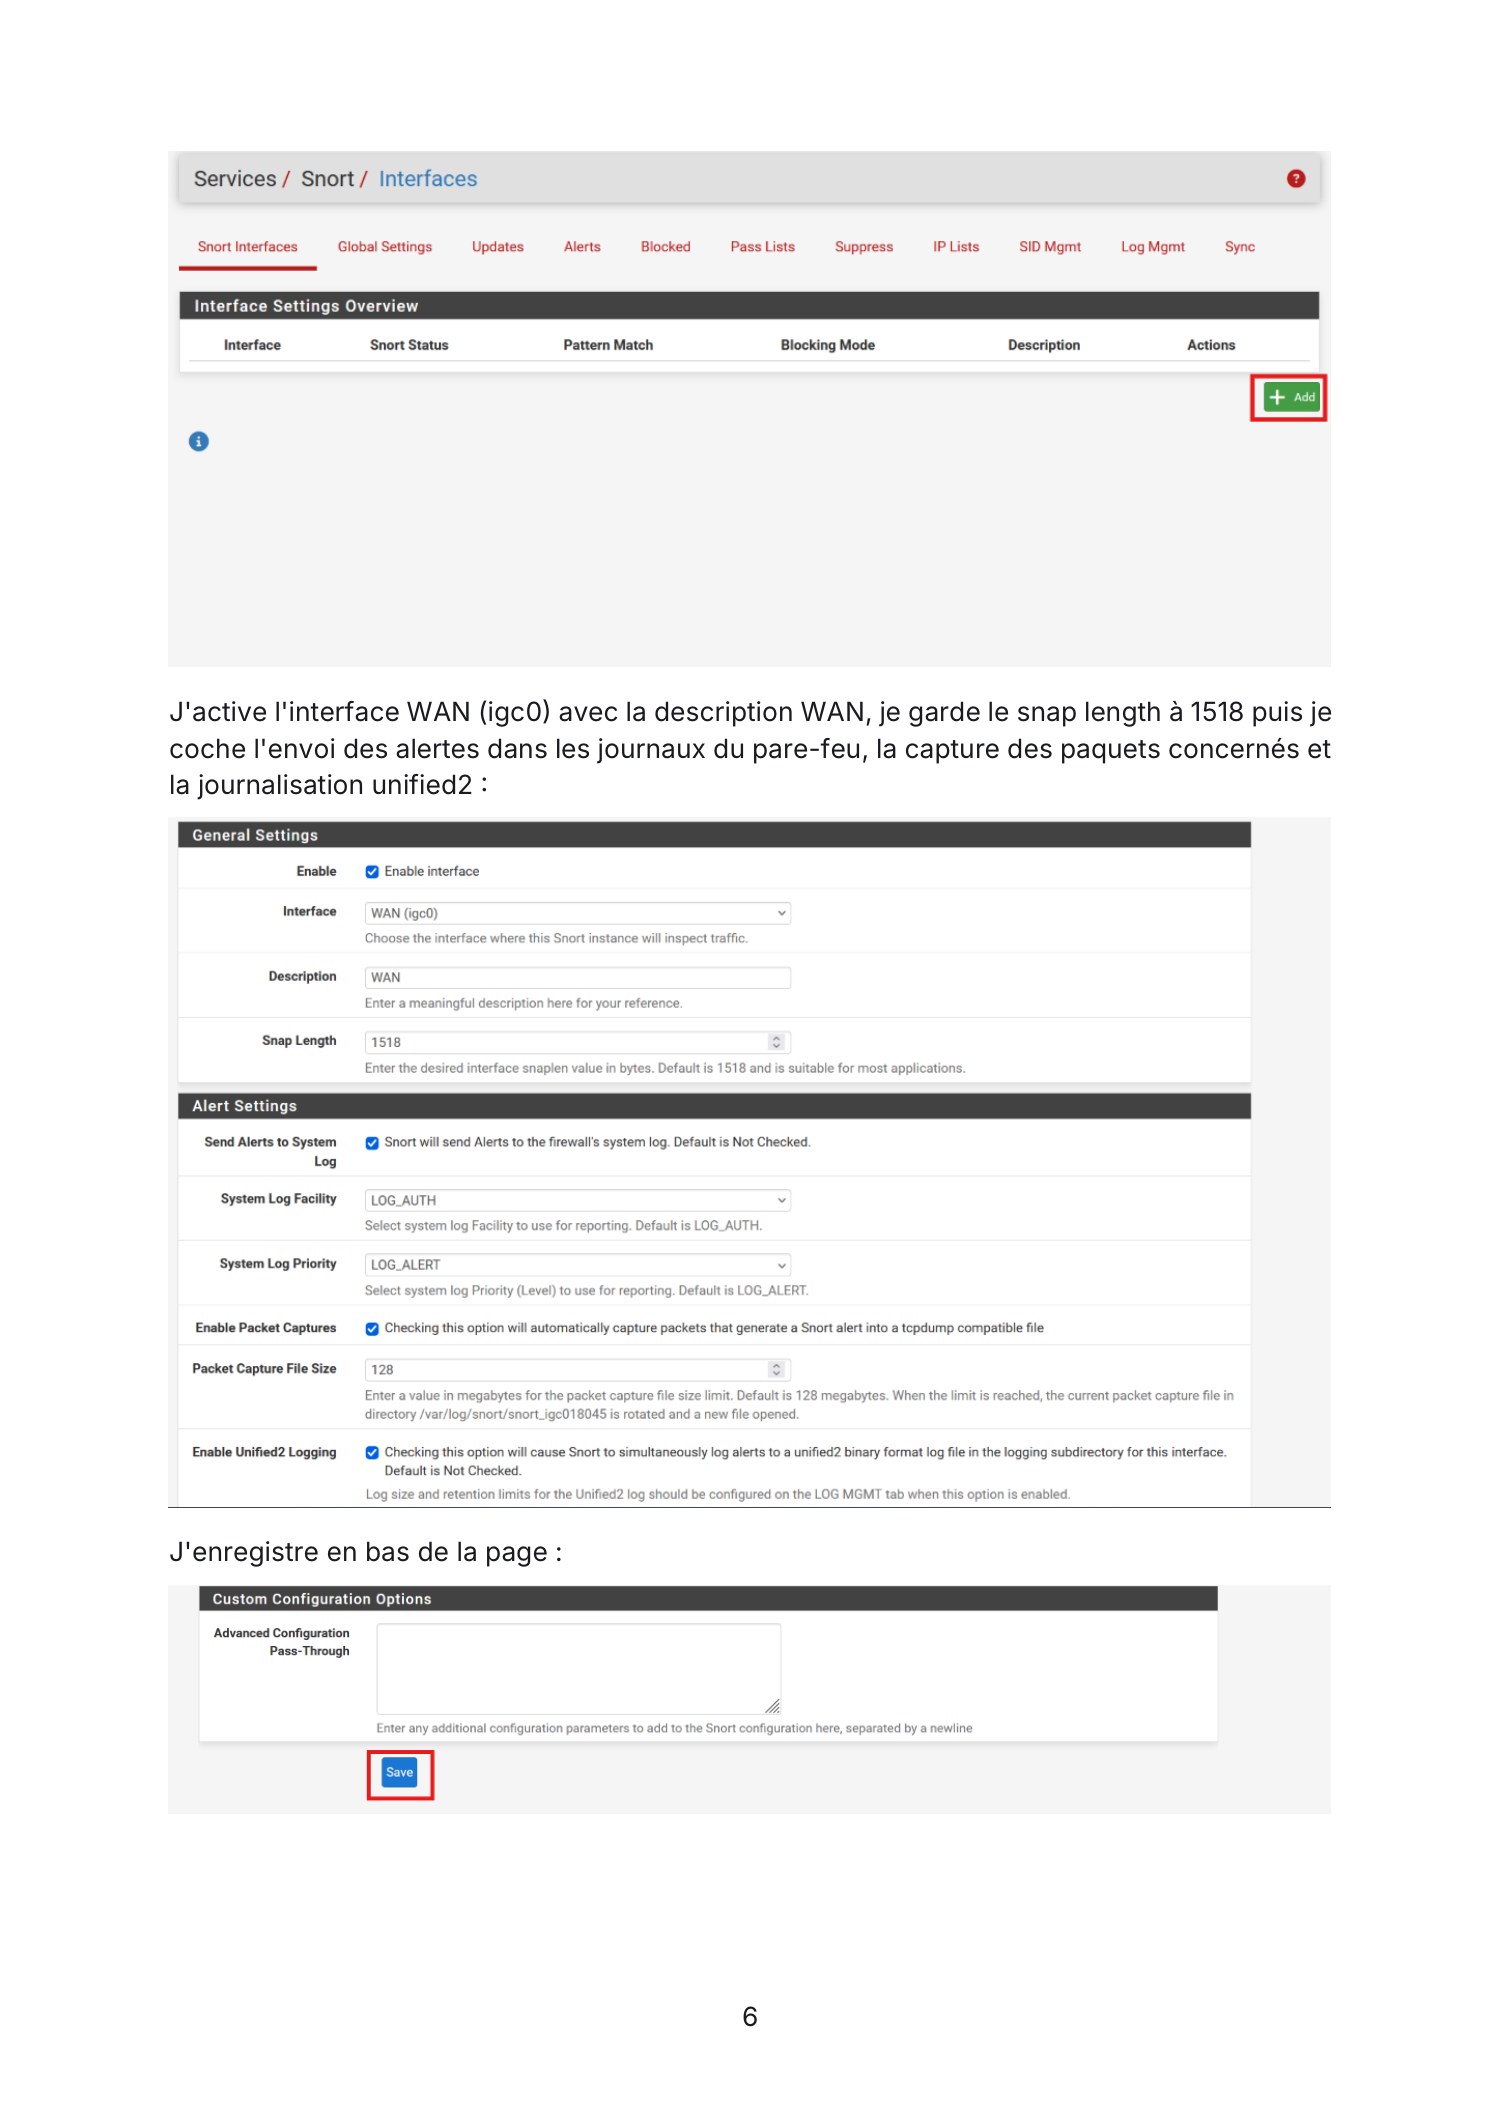 Services / Snort / Interfaces
Snort Interfaces Global Settings Updates Alerts Blocked Pass Lists Suppress IP Lists SID Mgmt Log Mgmt Sync
Interface Settings Overview
Interface Snort Status Pattern Match Blocking Mode Description Actions
Add
J'active l'interface WAN (igc0) avec la description WAN, je garde le snap length à 1518 puis je
coche l'envoi des alertes dans les journaux du pare-feu, la capture des paquets concernés et
la journalisation unified2 :
General Settings
Enable Enable interface
Interface WAN (igc0)
Choose the interface where this Snort instance will inspect traffic.
Description WAN
Enter a meaningful description here for your reference.
Snap Length 1518
Enter the desired interface snaplen value in bytes. Default is 1518 and is suitable for most applications.
Alert Settings
Send Alerts to System Snort will send Alerts to the firewall's system log. Default is Not Checked.
Log
System Log Facility LOG_AUTH
Select system log Facility to use for reporting. Default is LOG_AUTH.
System Log Priority LOG_ALERT
Select system log Priority (Level) to use for reporting. Default is LOG_ALERT.
Enable Packet Captures Checking this option will automatically capture packets that generate a Snort alert into a tcpdump compatible file
Packet Capture File Size 128
Enter a value in megabytes for the packet capture file size limit. Default is 128 megabytes. When the limit is reached, the current packet capture file in
directory /var/log/snort/snort_igc018045 is rotated and a new file opened.
Enable Unified2 Logging Checking this option will cause Snort to simultaneously log alerts to a unified2 binary format log file in the logging subdirectory for this interface.
Default is Not Checked.
Log size and retention limits for the Unified2 log should be configured on the LOG MGMT tab when this option is enabled.
J'enregistre en bas de la page :
Custom Configuration Options
Advanced Configuration
Pass-Through
Enter any additional configuration parameters to add to the Snort configuration here, separated by a newline
Save
6